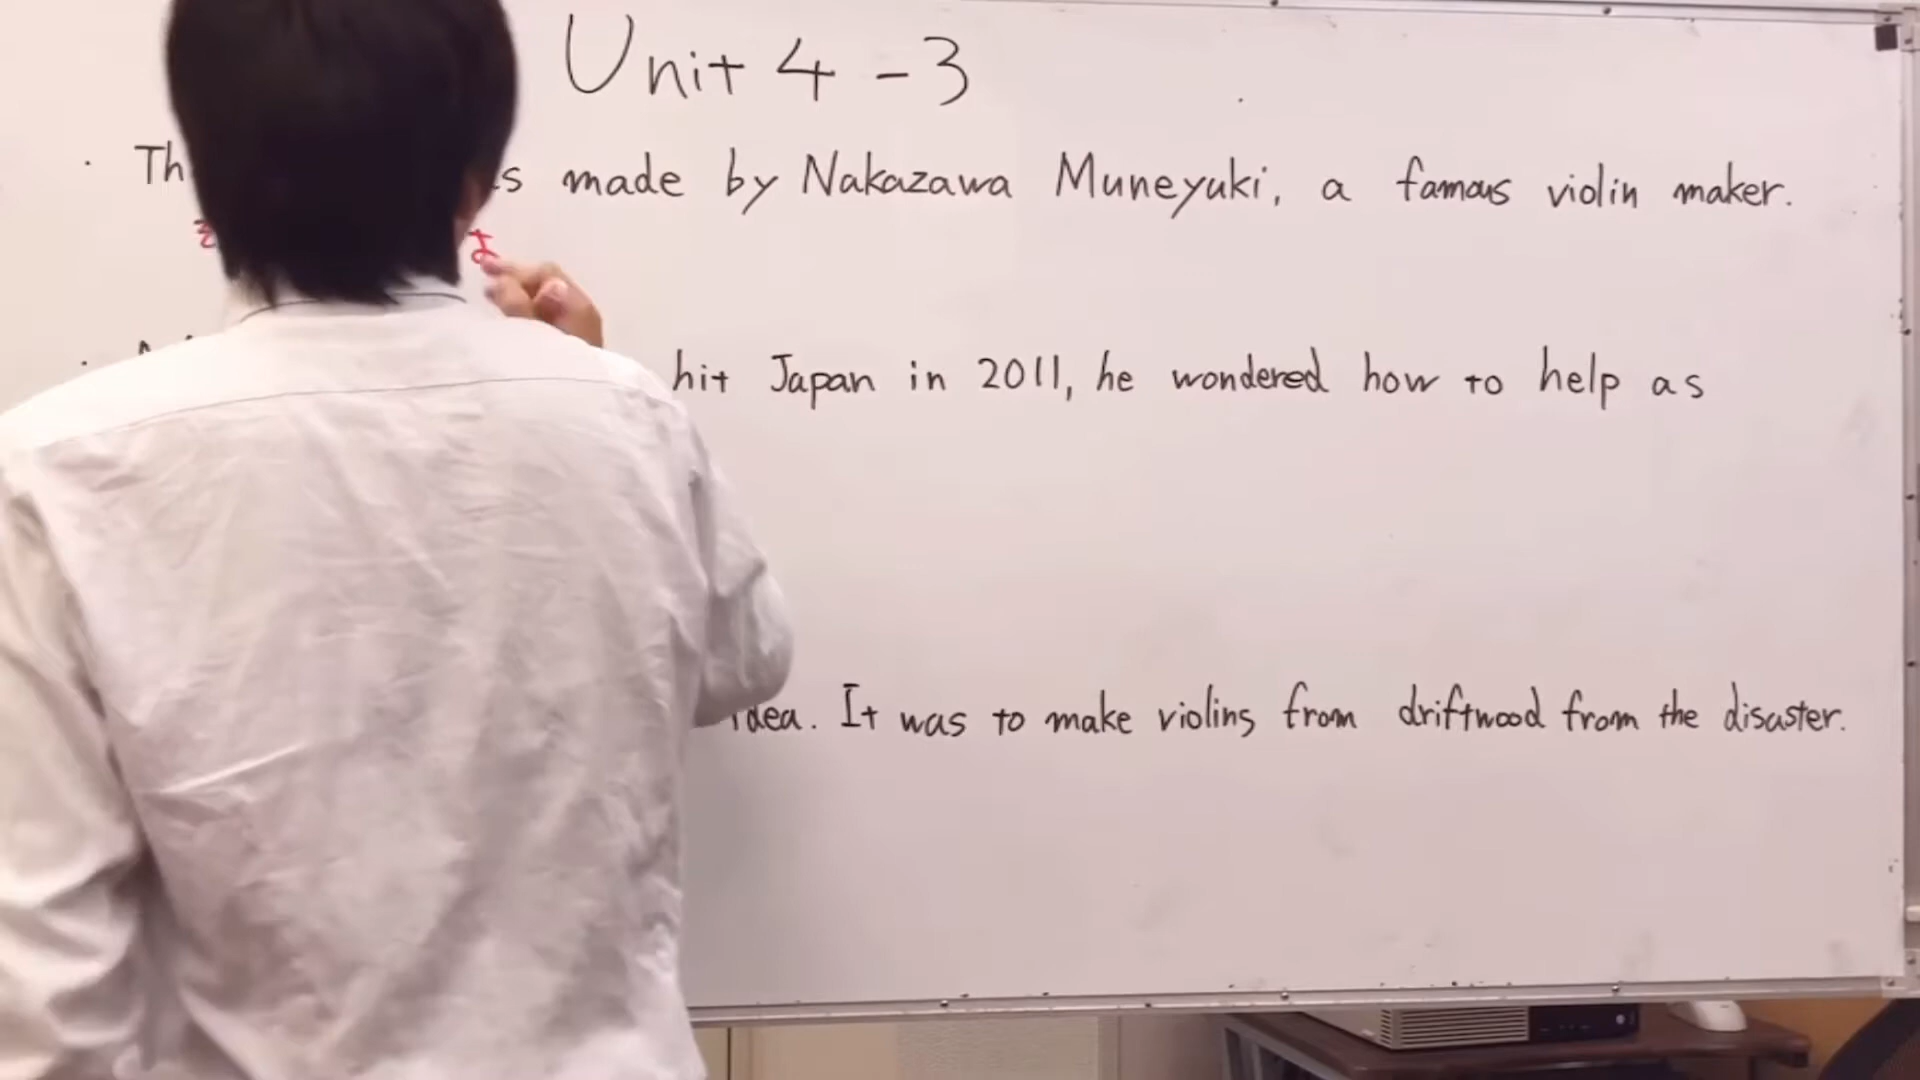 Unit 4 - 3
made by Nakazawa Muneyuki, a famous violin maker.
hit Japan in 2011, he wondered how to help as
idea. It was to make violins from driftwood from the disaster.